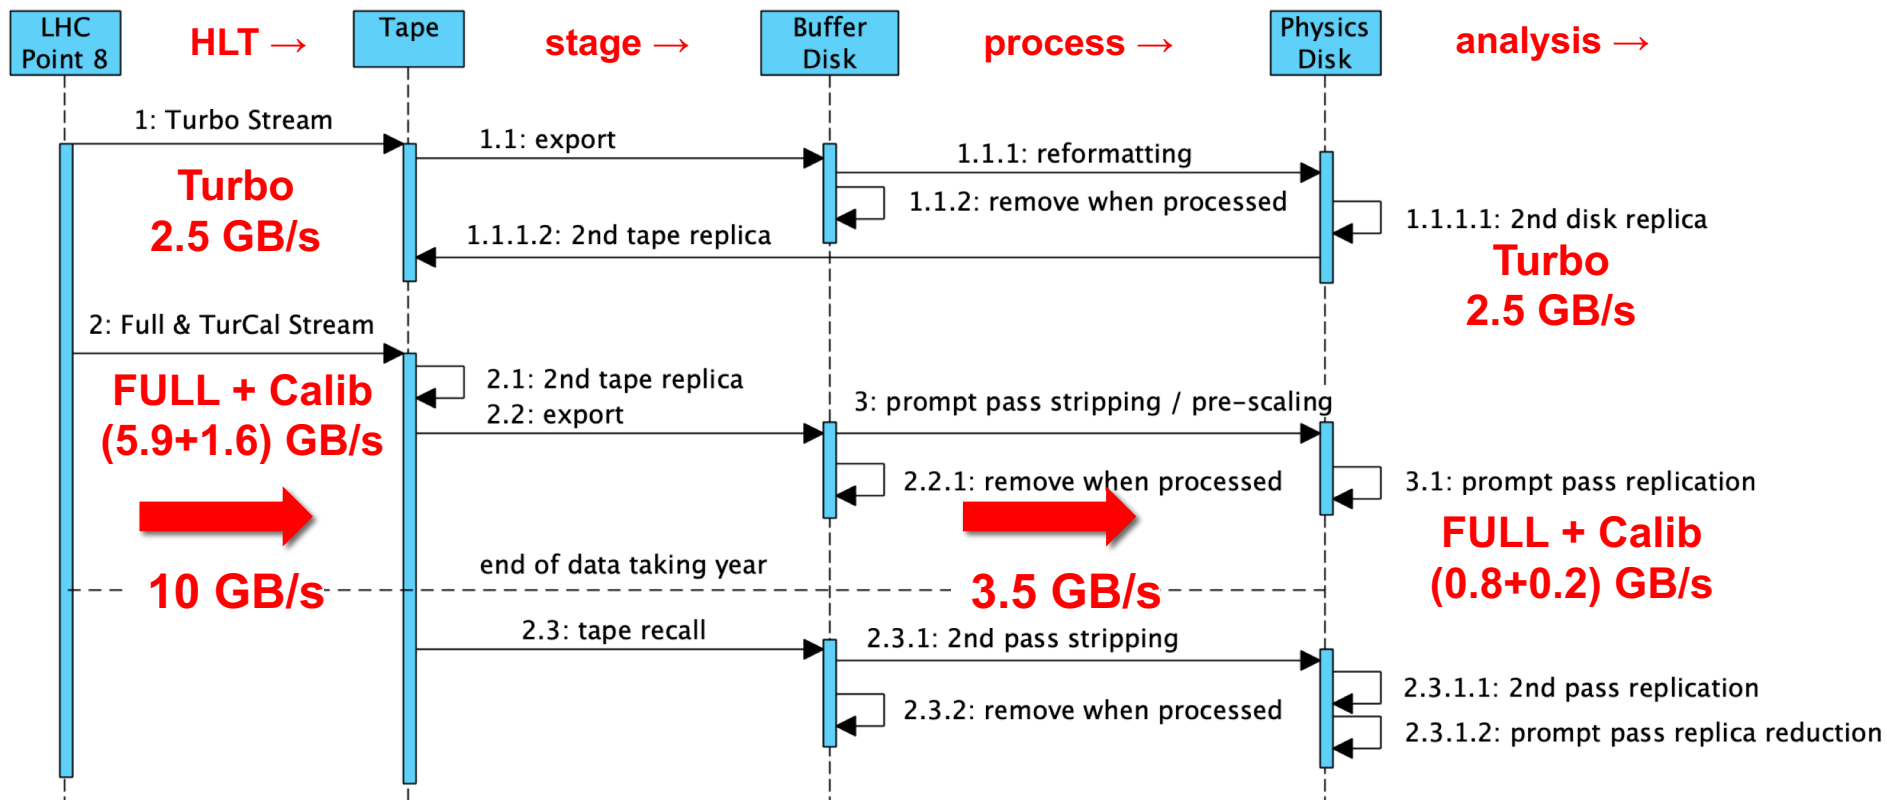 LHC
Point 8
HLT →
Tape
stage →
Buffer
Disk
process →
Physics
Disk
analysis →
1: Turbo Stream
1.1: export
1.1.1: reformatting
Turbo
2.5 GB/s
1.1.2: remove when processed
1.1.1.1: 2nd disk replica
1.1.1.2: 2nd tape replica
Turbo
2.5 GB/s
2: Full & TurCal Stream
FULL + Calib
(5.9+1.6) GB/s
2.1: 2nd tape replica
2.2: export
3: prompt pass stripping / pre-scaling
2.2.1: remove when processed
3.1: prompt pass replication
FULL + Calib
(0.8+0.2) GB/s
end of data taking year
10 GB/s
3.5 GB/s
2.3: tape recall
2.3.1: 2nd pass stripping
2.3.2: remove when processed
2.3.1.1: 2nd pass replication
2.3.1.2: prompt pass replica reduction